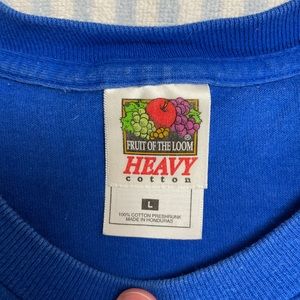 FRUIT OF THE LOOM
HEAVY
cotton
L
100% COTTON PRESHRUNK
MADE IN HONDURAS